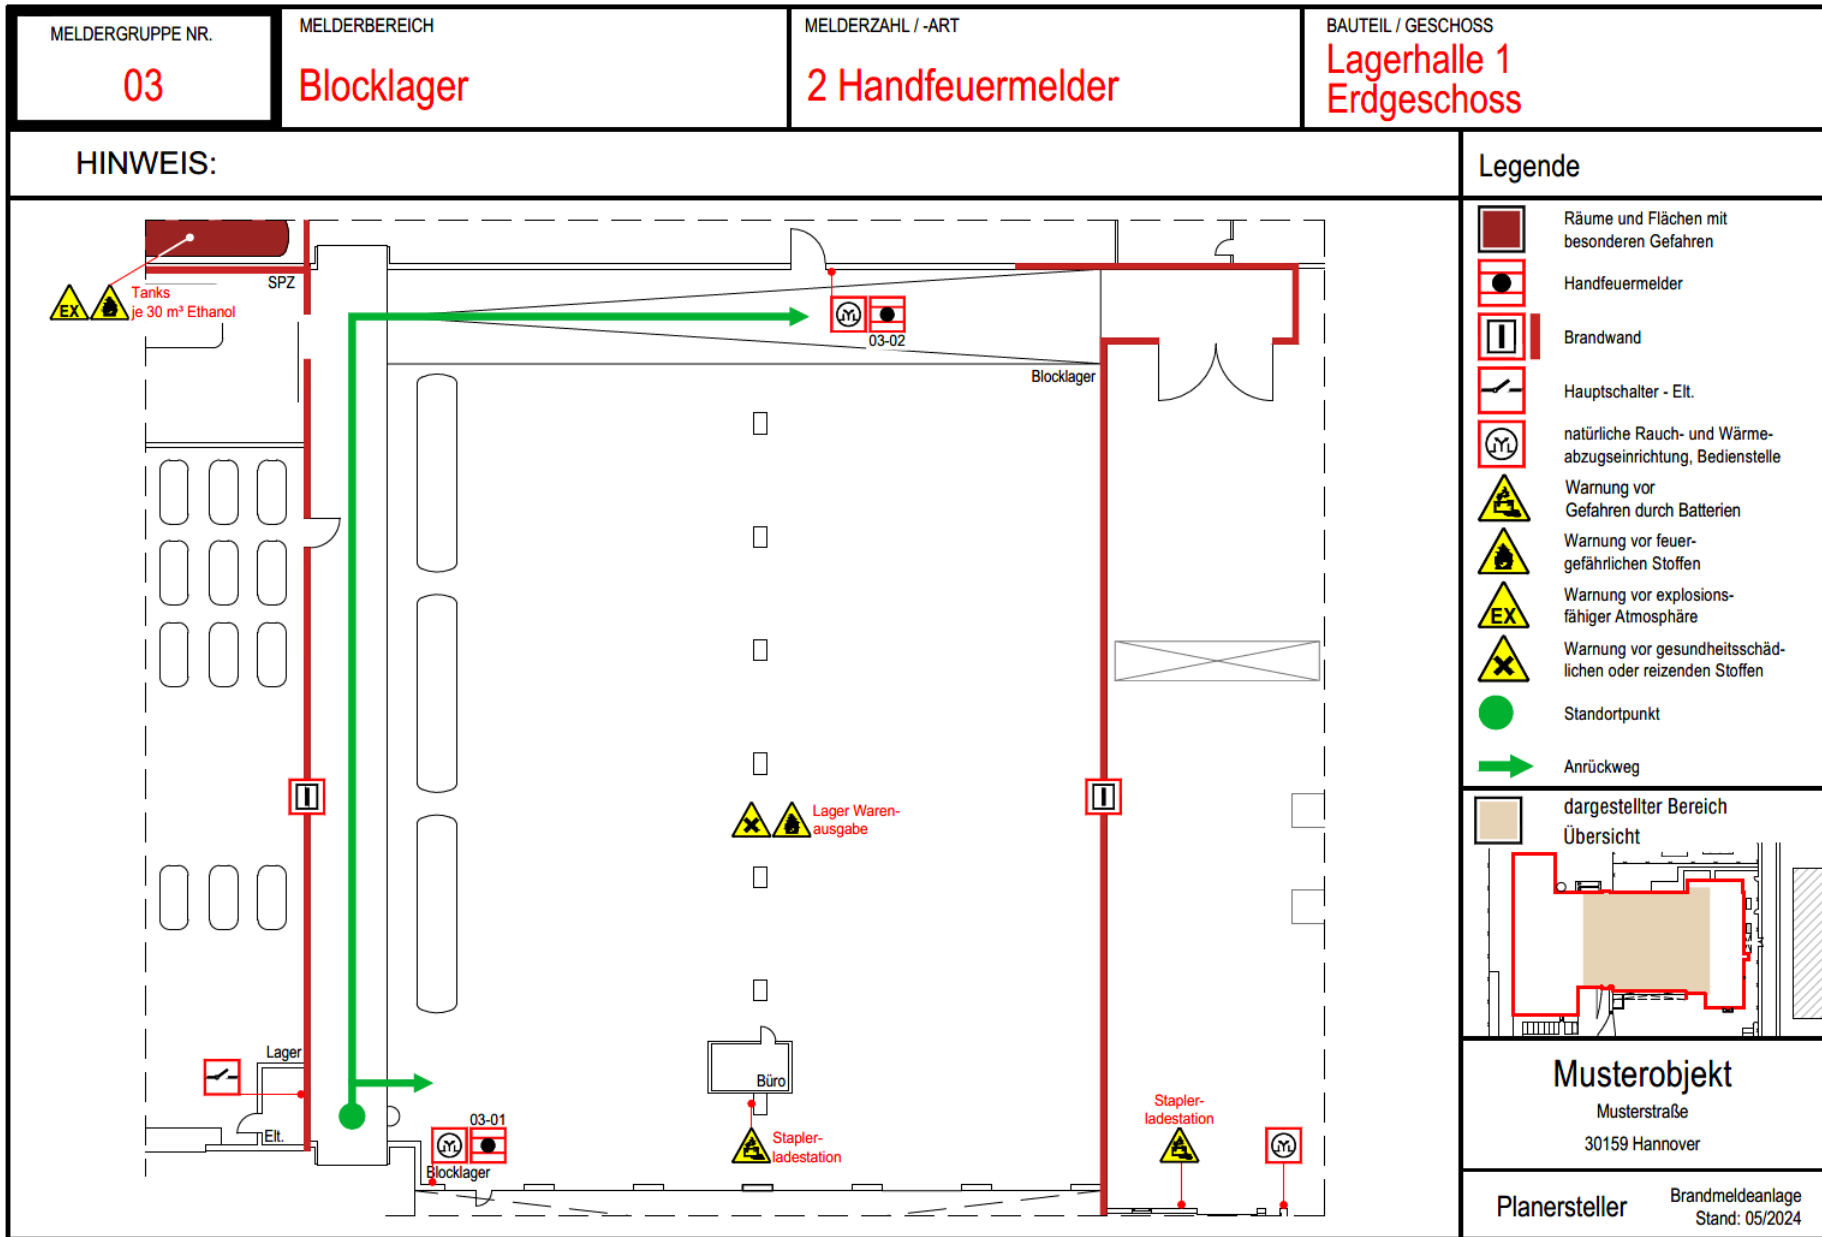 MELDERGRUPPE NR.
03
MELDERBEREICH
Blocklager
MELDERZAHL / -ART
2 Handfeuermelder
BAUTEIL / GESCHOSS
Lagerhalle 1
Erdgeschoss
HINWEIS:
SPZ
EX
Tanks
je 30 m³ Ethanol
03-02
Blocklager
Lager Waren-
ausgabe
Lager
Elt.
Büro
03-01
Blocklager
Stapler-
ladestation
Stapler-
ladestation
Legende
Räume und Flächen mit
besonderen Gefahren
Handfeuermelder
Brandwand
Hauptschalter - Elt.
natürliche Rauch- und Wärme-
abzugseinrichtung, Bedienstelle
Warnung vor
Gefahren durch Batterien
Warnung vor feuer-
gefährlichen Stoffen
EX
Warnung vor explosions-
fähiger Atmosphäre
Warnung vor gesundheitsschäd-
lichen oder reizenden Stoffen
Standortpunkt
Anrückweg
dargestellter Bereich
Übersicht
Musterobjekt
Musterstraße
30159 Hannover
Planersteller
Brandmeldeanlage
Stand: 05/2024